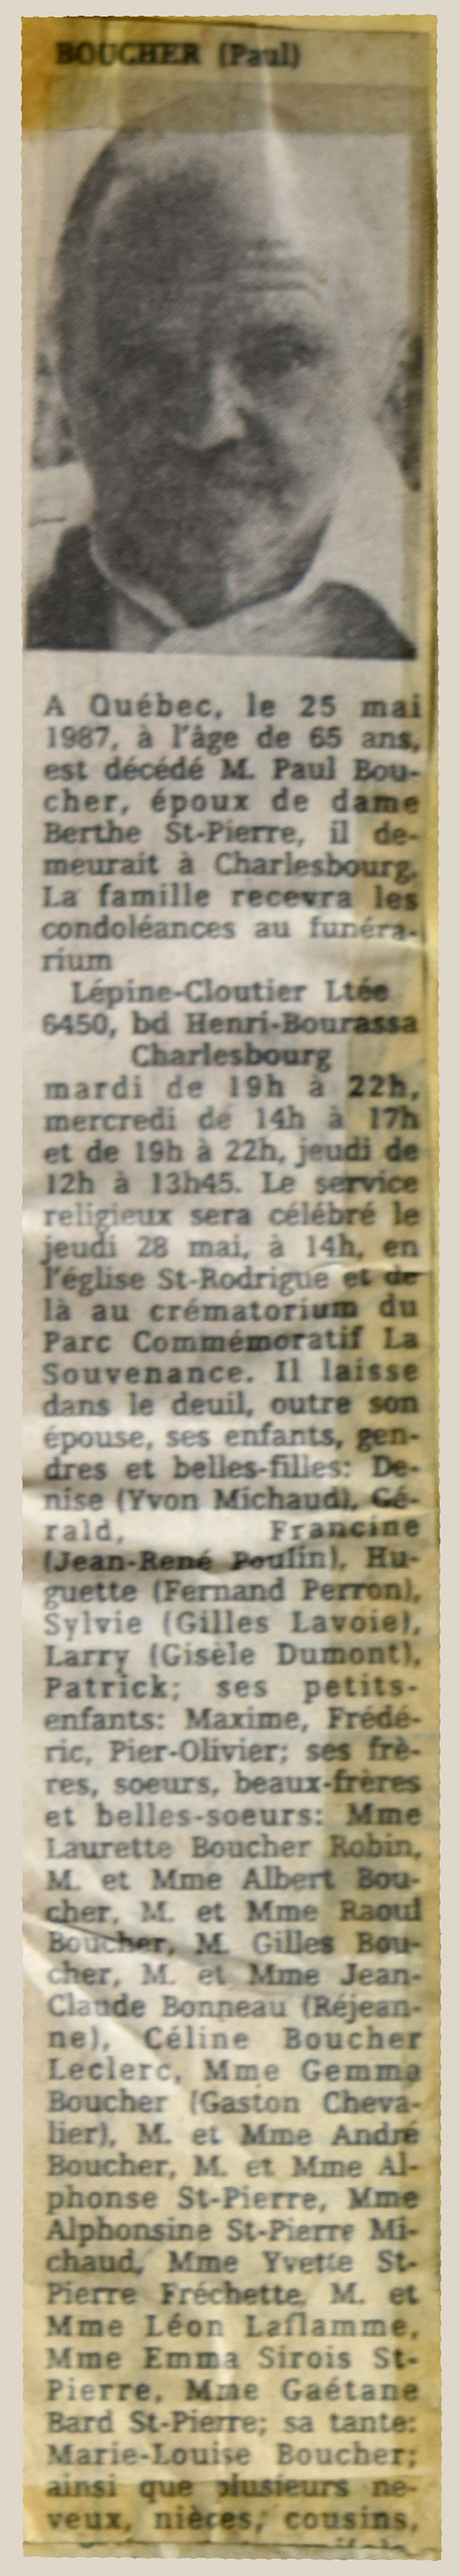 BOUCHER (Paul)
A Québec, le 25 mai
1987, à l'âge de 65 ans,
est décédé M. Paul Bou-
cher, époux de dame
Berthe St-Pierre, il de-
meurait à Charlesbourg.
La famille recevra les
condoléances au funéra-
rium
Lépine-Cloutier Ltée
6450, bd Henri-Bourassa
Charlesbourg
mardi de 19h à 22h,
mercredi de 14h à 17h
et de 19h à 22h, jeudi de
12h à 13h45. Le service
religieux sera célébré le
jeudi 28 mai, à 14h, en
l'église St-Rodrigue et de
là au crématorium du
Parc Commémoratif La
Souvenance. Il laisse
dans le deuil, outre son
épouse, ses enfants, gen-
dres et belles-filles: De-
nise (Yvon Michaud), Gé-
rald, Francine
(Jean-René Poulin), Hu-
guette (Fernand Perron),
Sylvie (Gilles Lavoie),
Larry (Gisèle Dumont),
Patrick; ses petits-
enfants: Maxime, Frédé-
ric, Pier-Olivier; ses frè-
res, soeurs, beaux-frères
et belles-soeurs: Mme
Laurette Boucher Robin,
M. et Mme Albert Bou-
cher, M. et Mme Raoul
Boucher, M. Gilles Bou-
cher, M. et Mme Jean-
Claude Bonneau (Réjean-
ne), Céline Boucher
Leclerc, Mme Gemma
Boucher (Gaston Cheva-
lier), M. et Mme André
Boucher, M. et Mme Al-
phonse St-Pierre, Mme
Alphonsine St-Pierre Mi-
chaud, Mme Yvette St-
Pierre Fréchette, M. et
Mme Léon Laflamme,
Mme Emma Sirois St-
Pierre, Mme Gaétane
Bard St-Pierre; sa tante:
Marie-Louise Boucher;
ainsi que plusieurs ne-
veux, nièces, cousins,